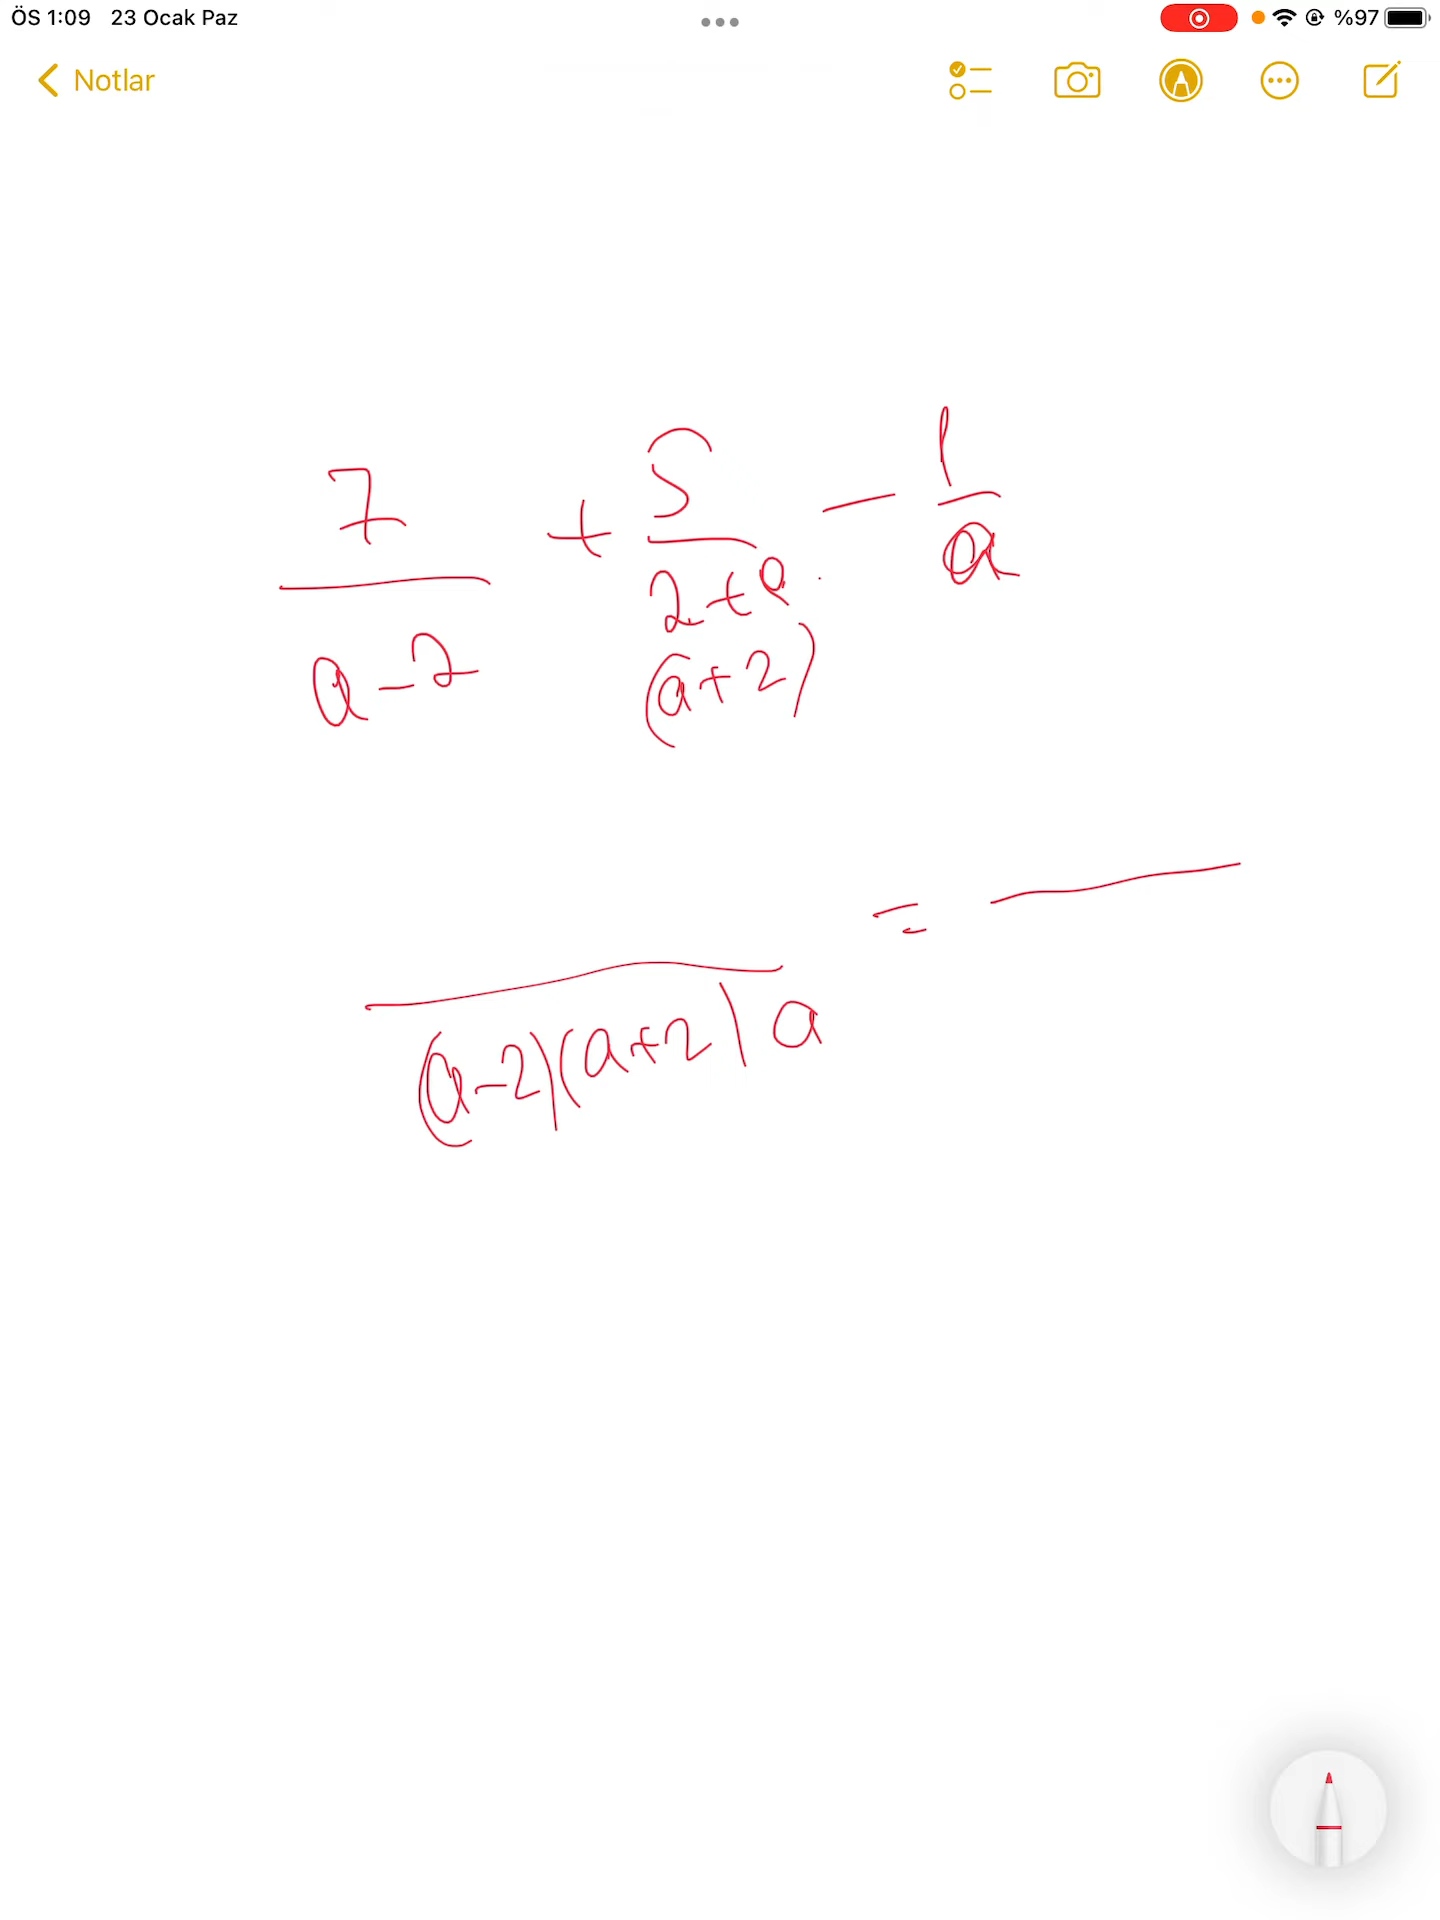 ÖS 1:09 23 Ocak Paz %97
Notlar
7/(a-2) + 5/(2+a) - 1/a
(a+2)
= 
(a-2)(a+2)a